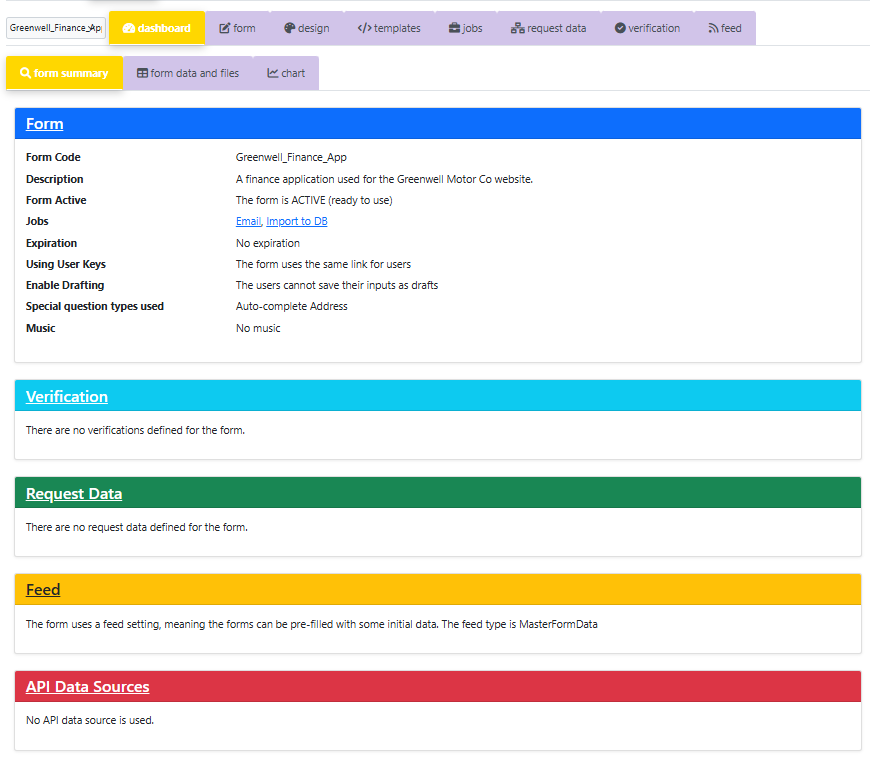 Greenwell_Finance_App dashboard form design templates jobs request data verification feed
form summary form data and files chart
Form
Form Code Greenwell_Finance_App
Description A finance application used for the Greenwell Motor Co website.
Form Active The form is ACTIVE (ready to use)
Jobs Email, Import to DB
Expiration No expiration
Using User Keys The form uses the same link for users
Enable Drafting The users cannot save their inputs as drafts
Special question types used Auto-complete Address
Music No music
Verification
There are no verifications defined for the form.
Request Data
There are no request data defined for the form.
Feed
The form uses a feed setting, meaning the forms can be pre-filled with some initial data. The feed type is MasterFormData
API Data Sources
No API data source is used.